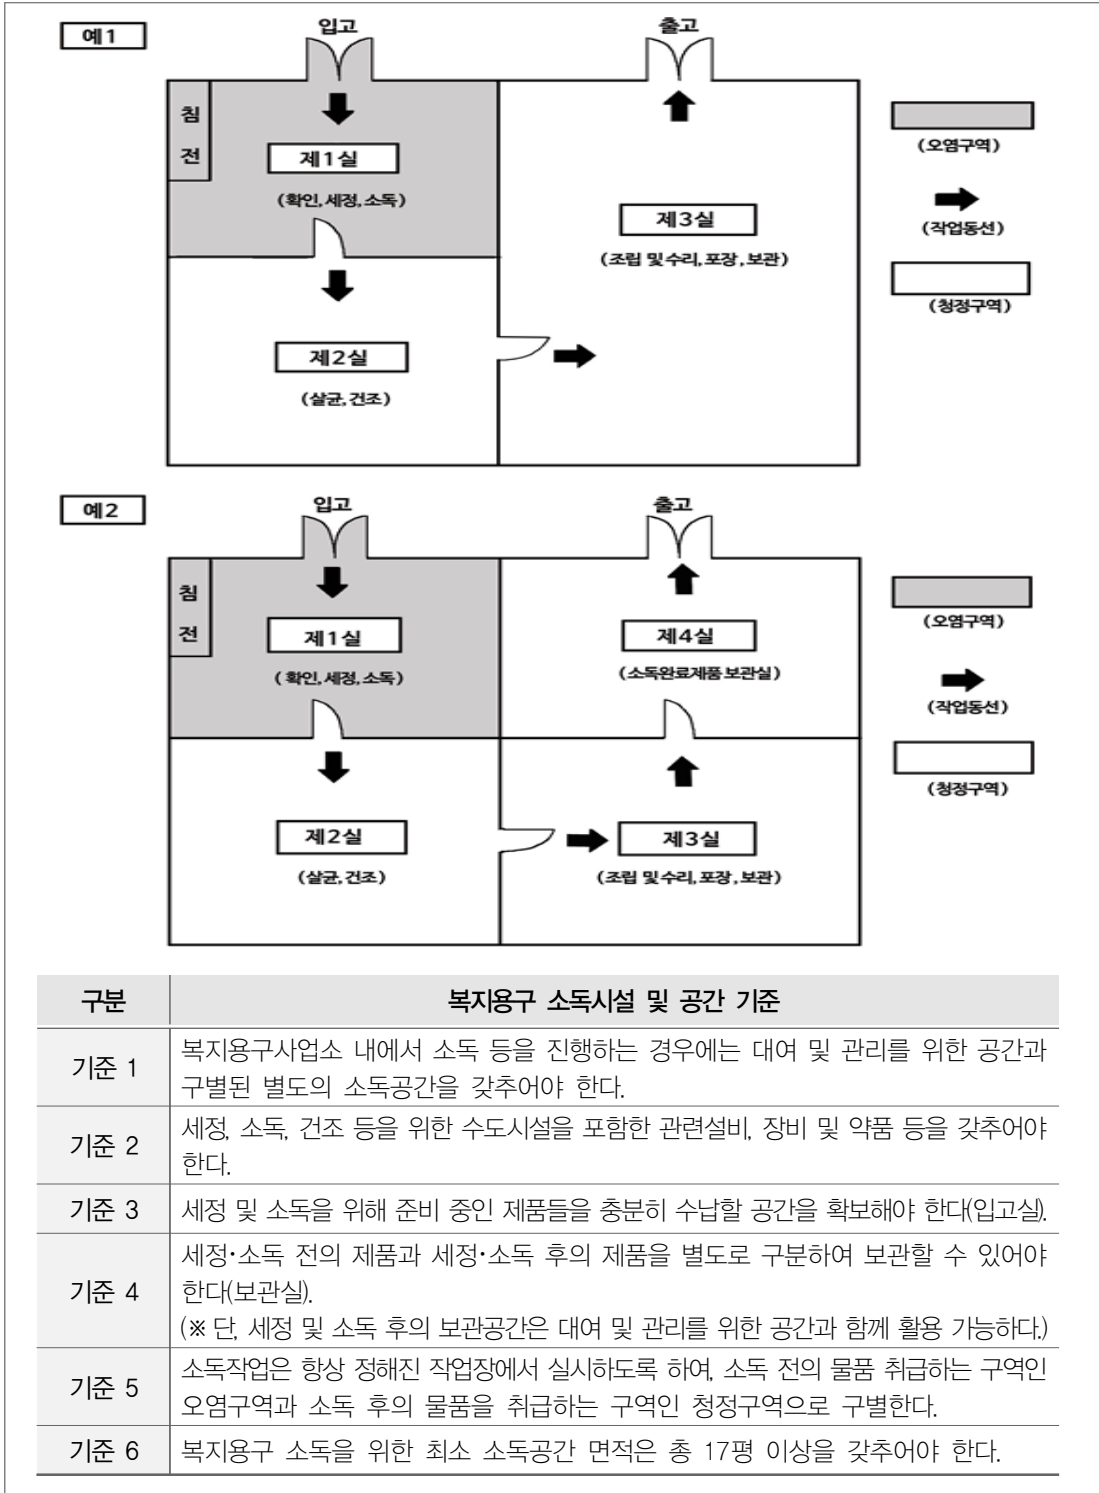 예1
입고
출고
침
전
제1실
(확인, 세정, 소독)
제2실
(살균, 건조)
제3실
(조립 및 수리, 포장, 보관)
(오염구역)
(작업동선)
(청정구역)
예2
입고
출고
침
전
제1실
(확인, 세정, 소독)
제2실
(살균, 건조)
제4실
(소독완료제품 보관실)
제3실
(조립 및 수리, 포장, 보관)
(오염구역)
(작업동선)
(청정구역)
구분 복지용구 소독시설 및 공간 기준
기준 1 복지용구사업소 내에서 소독 등을 진행하는 경우에는 대여 및 관리를 위한 공간과
구별된 별도의 소독공간을 갖추어야 한다.
기준 2 세정, 소독, 건조 등을 위한 수도시설을 포함한 관련설비, 장비 및 약품 등을 갖추어야
한다.
기준 3 세정 및 소독을 위해 준비 중인 제품들을 충분히 수납할 공간을 확보해야 한다(입고실).
기준 4 세정·소독 전의 제품과 세정·소독 후의 제품을 별도로 구분하여 보관할 수 있어야
한다(보관실).
(※ 단, 세정 및 소독 후의 보관공간은 대여 및 관리를 위한 공간과 함께 활용 가능하다.)
기준 5 소독작업은 항상 정해진 작업장에서 실시하도록 하여, 소독 전의 물품 취급하는 구역인
오염구역과 소독 후의 물품을 취급하는 구역인 청정구역으로 구별한다.
기준 6 복지용구 소독을 위한 최소 소독공간 면적은 총 17평 이상을 갖추어야 한다.